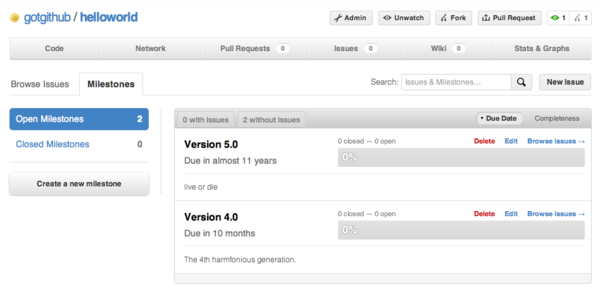 gotgithub / helloworld
Admin Unwatch Fork Pull Request 1 1
Code Network Pull Requests 0 Issues 0 Wiki 0 Stats & Graphs
Browse Issues Milestones Search: Issues & Milestones... New Issue
Open Milestones 2
Closed Milestones 0
Create a new milestone
0 with issues 2 without issues • Due Date Completeness
Version 5.0 0 closed — 0 open Delete Edit Browse issues →
Due in almost 11 years 0%
live or die
Version 4.0 0 closed — 0 open Delete Edit Browse issues →
Due in 10 months 0%
The 4th harmfonious generation.